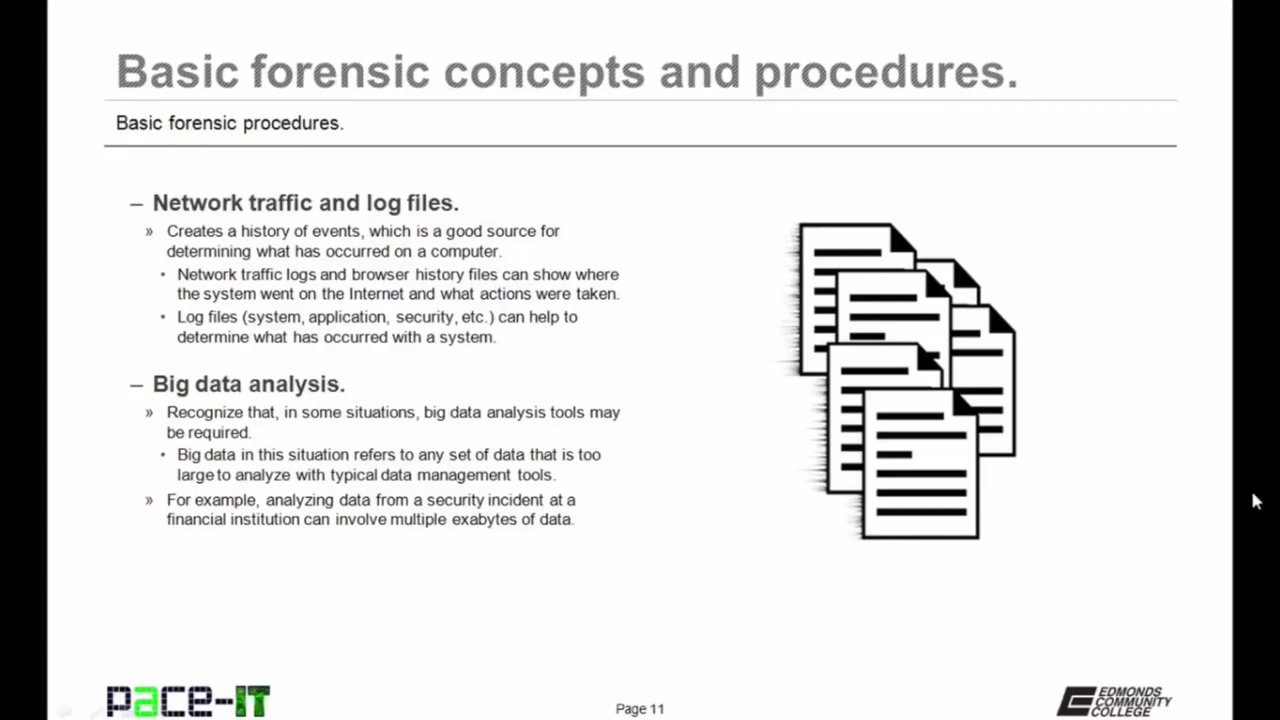 Basic forensic concepts and procedures.
Basic forensic procedures.
– Network traffic and log files.
» Creates a history of events, which is a good source for
determining what has occurred on a computer.
• Network traffic logs and browser history files can show where
the system went on the Internet and what actions were taken.
• Log files (system, application, security, etc.) can help to
determine what has occurred with a system.
– Big data analysis.
» Recognize that, in some situations, big data analysis tools may
be required.
• Big data in this situation refers to any set of data that is too
large to analyze with typical data management tools.
» For example, analyzing data from a security incident at a
financial institution can involve multiple exabytes of data.
pace-IT
Page 11
EDMONDS
COMMUNITY
COLLEGE